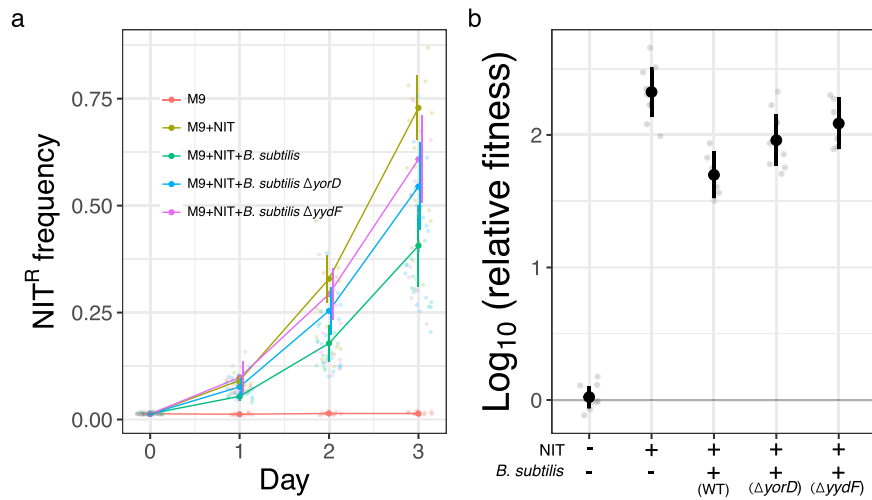 a
NIT^R frequency
0.75
0.50
0.25
0.00
M9
M9+NIT
M9+NIT+B. subtilis
M9+NIT+B. subtilis ΔyorD
M9+NIT+B. subtilis ΔyydF
0 1 2 3
Day
b
Log₁₀ (relative fitness)
2
1
0
NIT - + + + +
B. subtilis - - + + +
(WT) (ΔyorD) (ΔyydF)